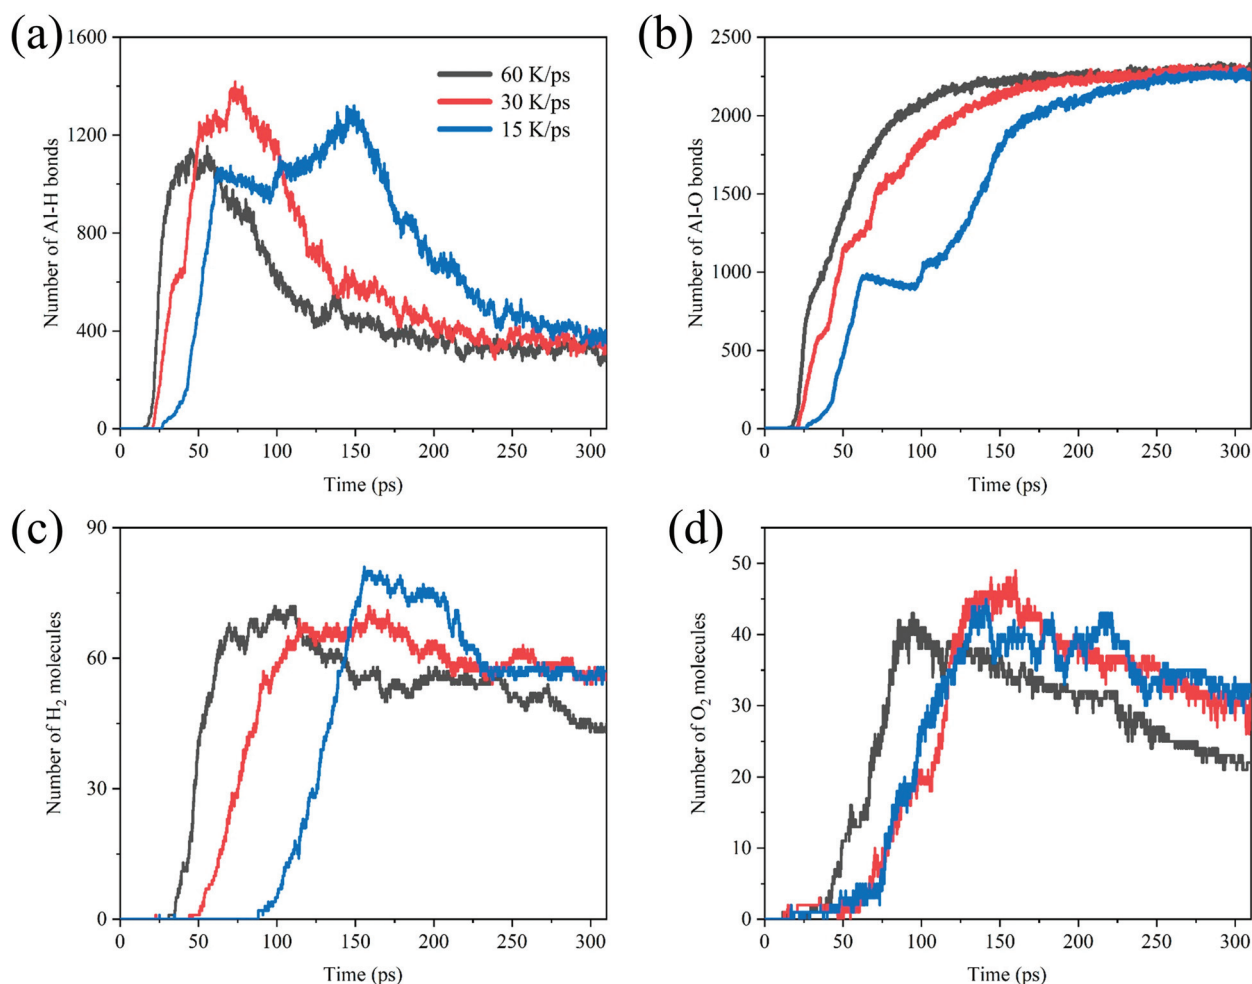 (a)
1600
1200
800
400
0
Number of Al-H bonds
60 K/ps
30 K/ps
15 K/ps
0 50 100 150 200 250 300
Time (ps)
(b)
2500
2000
1500
1000
500
0
Number of Al-O bonds
0 50 100 150 200 250 300
Time (ps)
(c)
90
60
30
0
Number of H₂ molecules
0 50 100 150 200 250 300
Time (ps)
(d)
50
40
30
20
10
0
Number of O₂ molecules
0 50 100 150 200 250 300
Time (ps)